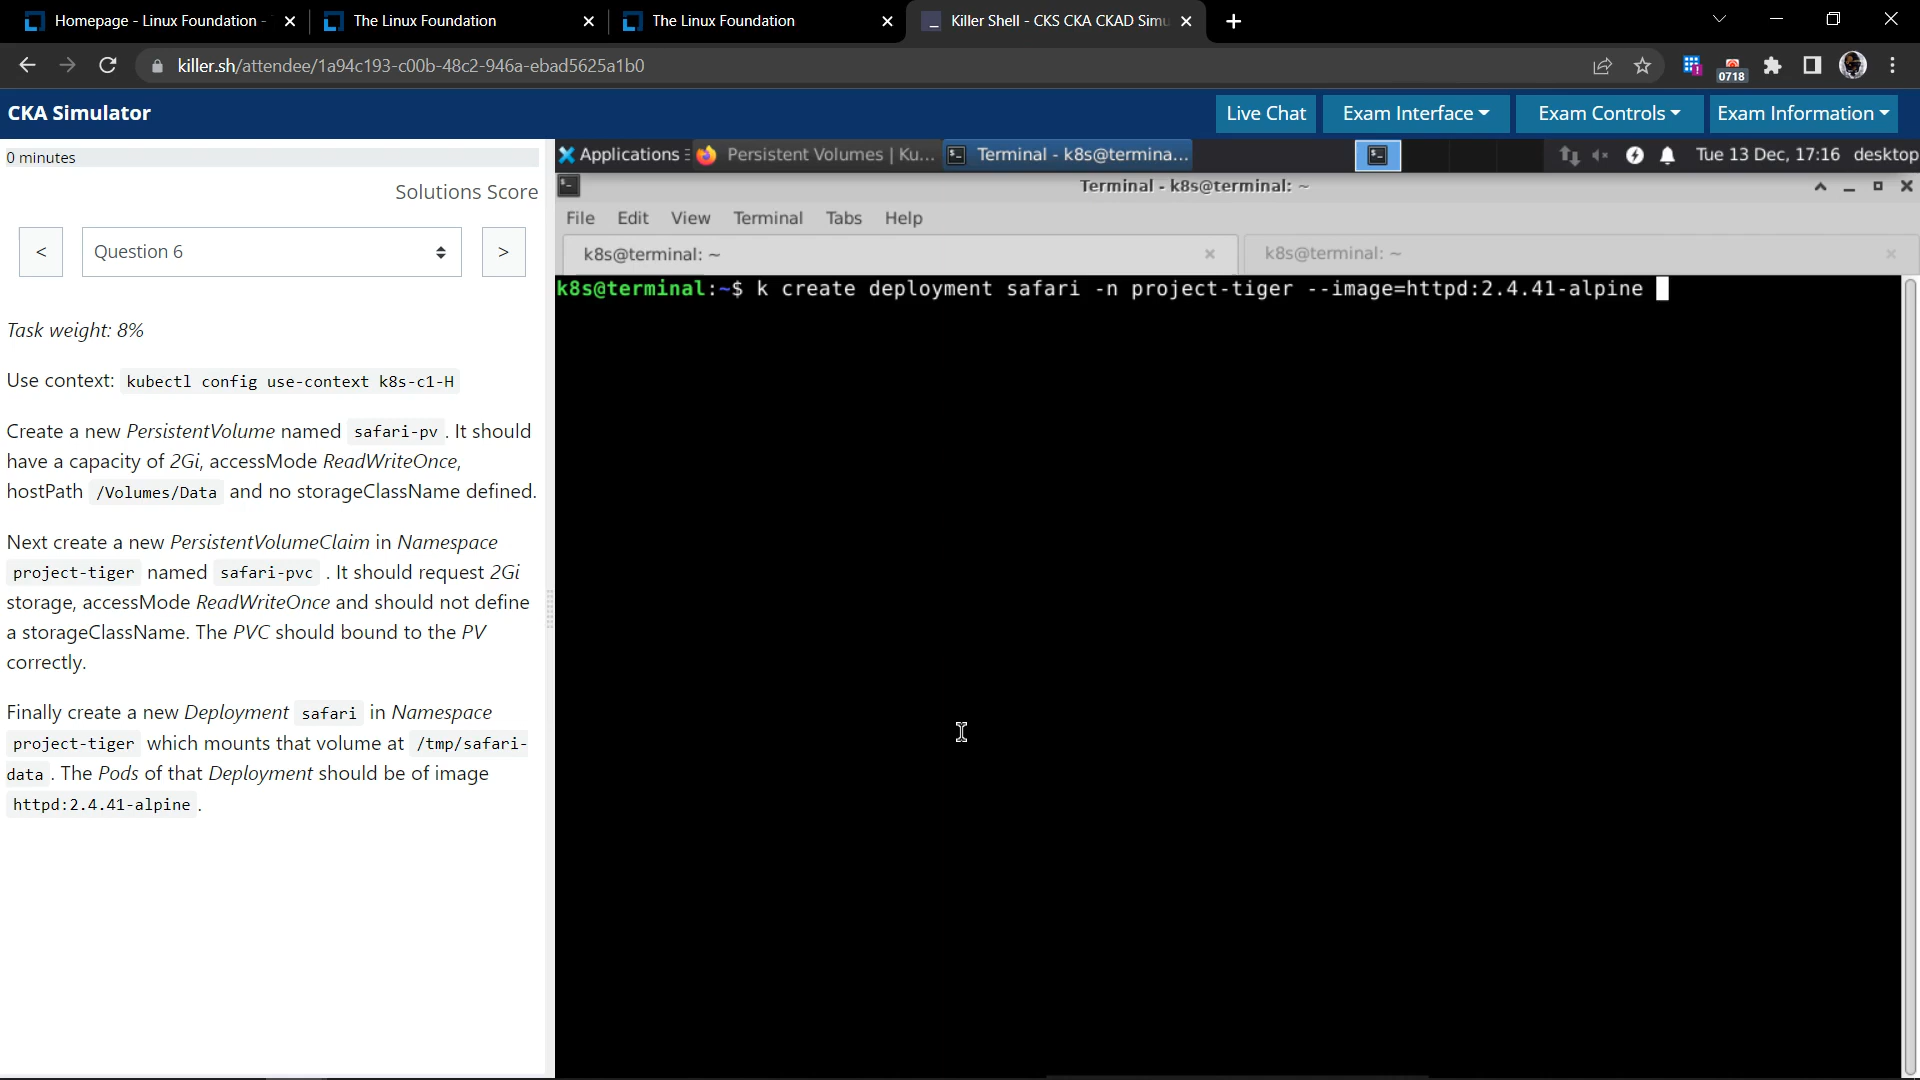 Homepage - Linux Foundation -
The Linux Foundation
The Linux Foundation
Killer Shell - CKS CKA CKAD Simu
killer.sh/attendee/1a94c193-c00b-48c2-946a-ebad5625a1b0
0718
CKA Simulator
Live Chat
Exam Interface
Exam Controls
Exam Information
0 minutes
Solutions Score
<
Question 6
>
Task weight: 8%
Use context: kubectl config use-context k8s-c1-H
Create a new PersistentVolume named safari-pv . It should
have a capacity of 2Gi, accessMode ReadWriteOnce,
hostPath /Volumes/Data and no storageClassName defined.
Next create a new PersistentVolumeClaim in Namespace
project-tiger named safari-pvc . It should request 2Gi
storage, accessMode ReadWriteOnce and should not define
a storageClassName. The PVC should bound to the PV
correctly.
Finally create a new Deployment safari in Namespace
project-tiger which mounts that volume at /tmp/safari-
data . The Pods of that Deployment should be of image
httpd:2.4.41-alpine .
Applications
Persistent Volumes | Ku...
Terminal - k8s@termina...
Tue 13 Dec, 17:16 desktop
Terminal - k8s@terminal: ~
File Edit View Terminal Tabs Help
k8s@terminal: ~
k8s@terminal: ~
k8s@terminal:~$ k create deployment safari -n project-tiger --image=httpd:2.4.41-alpine